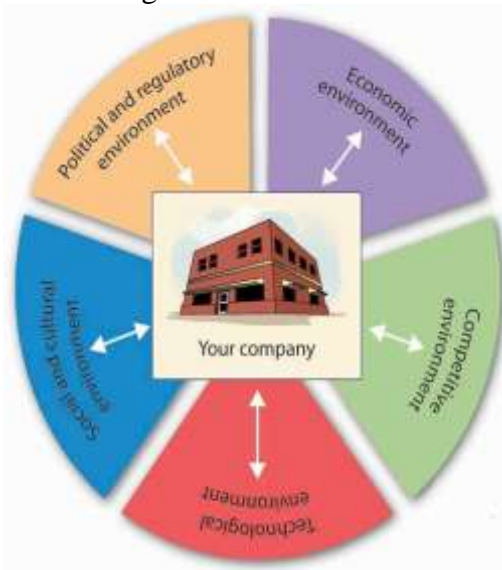 Political and regulatory
environment
Economic
environment
Competitive
environment
Technological
environment
Social and cultural
environment
Your company